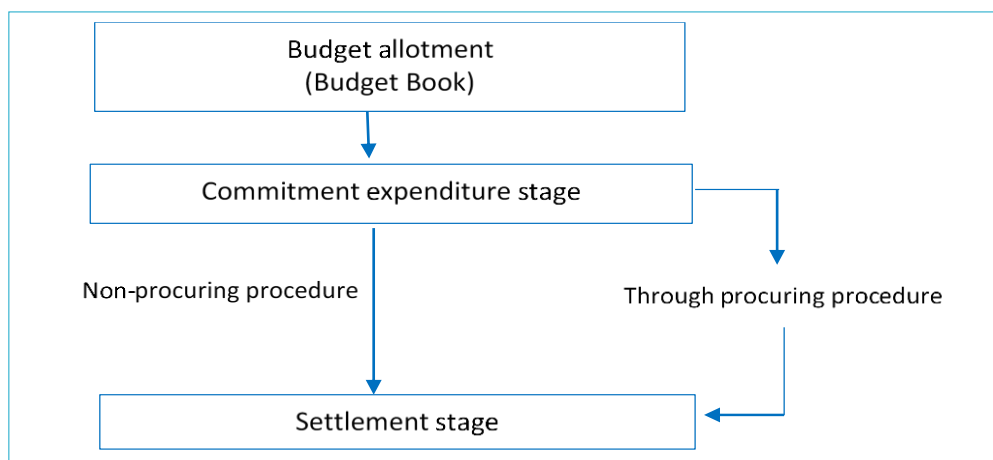 Budget allotment
(Budget Book)
Commitment expenditure stage
Non-procuring procedure
Through procuring procedure
Settlement stage